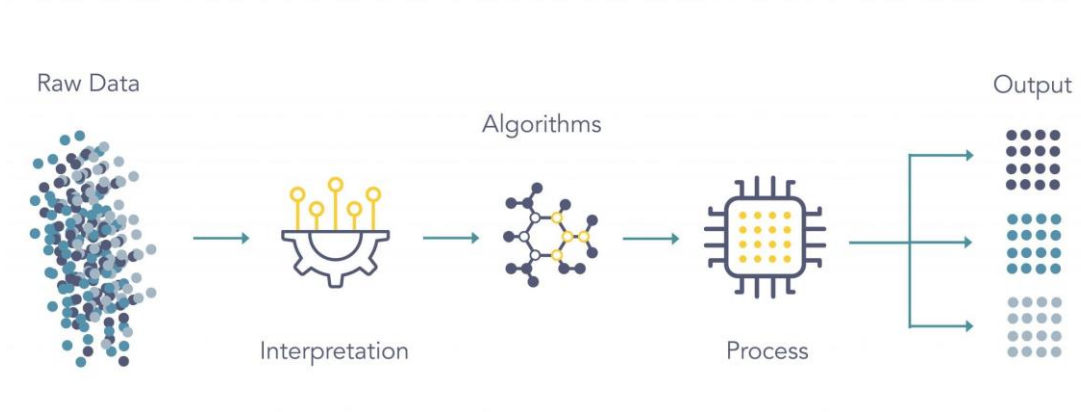 Raw Data
Interpretation
Algorithms
Process
Output